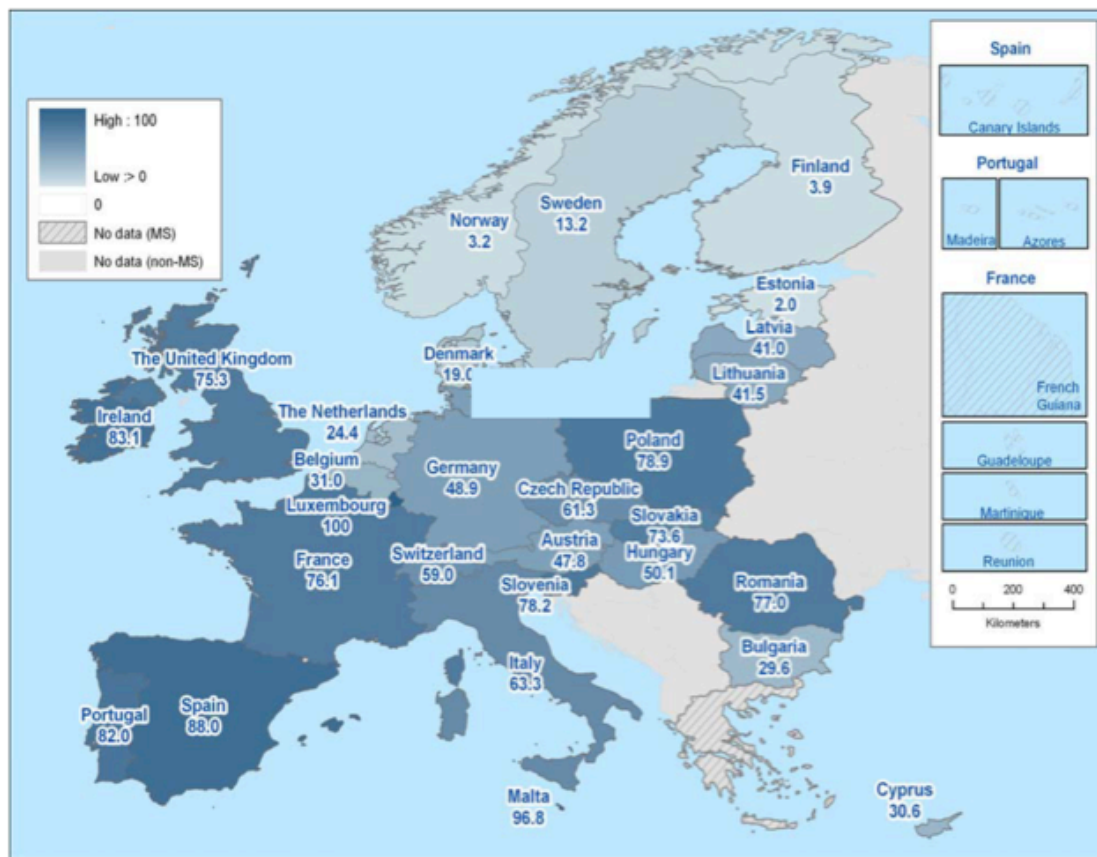 High : 100
Low :> 0
0
No data (MS)
No data (non-MS)
Norway
3.2
Sweden
13.2
Finland
3.9
Estonia
2.0
Latvia
41.0
Lithuania
41.5
Denmark
19.0
The United Kingdom
75.3
Ireland
83.1
The Netherlands
24.4
Belgium
31.0
Luxembourg
100
Germany
48.9
Poland
78.9
Czech Republic
61.3
Slovakia
73.6
Austria
47.8
Hungary
50.1
France
76.1
Switzerland
59.0
Slovenia
78.2
Romania
77.0
Bulgaria
29.6
Italy
63.3
Portugal
82.0
Spain
88.0
Malta
96.8
Cyprus
30.6
Spain
Canary Islands
Portugal
Madeira
Azores
France
French
Guiana
Guadeloupe
Martinique
Reunion
0 200 400
Kilometers